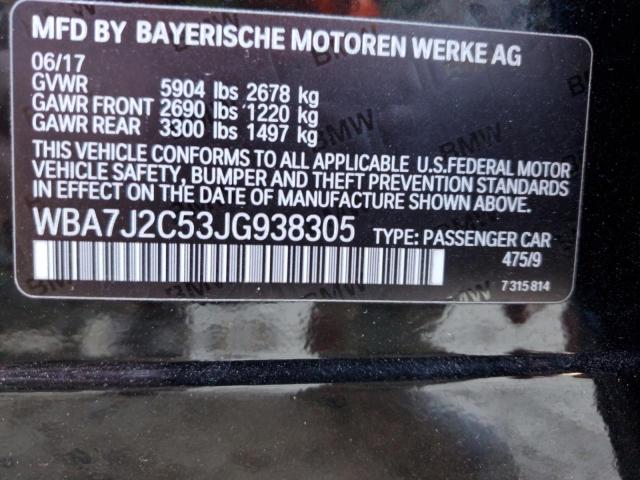 MFD BY BAYERISCHE MOTOREN WERKE AG
06/17
GVWR 5904 lbs 2678 kg
GAWR FRONT 2690 lbs 1220 kg
GAWR REAR 3300 lbs 1497 kg
THIS VEHICLE CONFORMS TO ALL APPLICABLE U.S.FEDERAL MOTOR
VEHICLE SAFETY, BUMPER AND THEFT PREVENTION STANDARDS
IN EFFECT ON THE DATE OF MANUFACTURE SHOWN ABOVE.
WBA7J2C53JG938305 TYPE: PASSENGER CAR
475/9
7 315 814